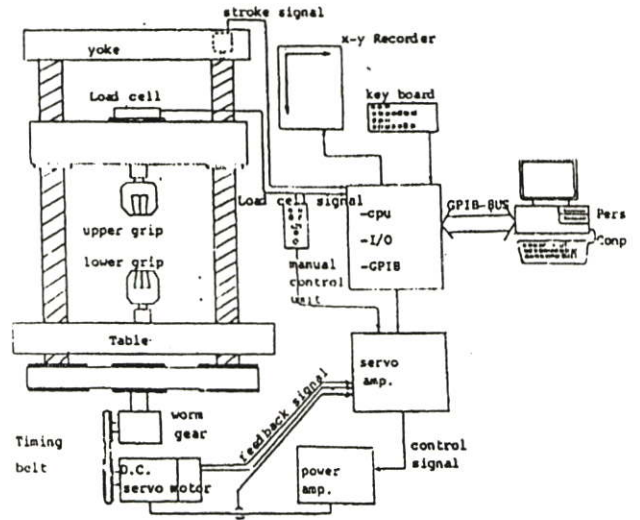 stroke signal
yoke
x-y Recorder
Load cell
key board
Load cell signal
-cpu
-I/O
-GPIB
GPIB-BUS
Pers
Comp
upper grip
lower grip
manual
control
unit
Table
servo
amp.
feedback signal
worm
gear
Timing
belt
D.C.
servo motor
power
amp.
control
signal